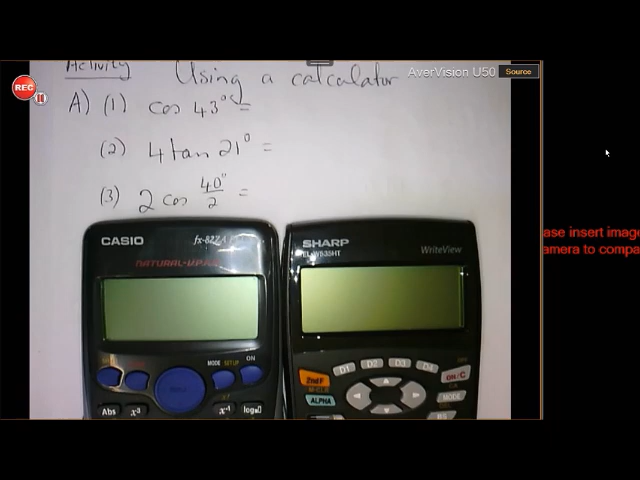 Activity Using a calculator
AverVision U50 Source
REC
A) (1) cos 43° =
(2) 4 tan 21° =
(3) 2 cos 40°/2 =
ase insert image
amera to compa
CASIO
NATURAL-V.P.A.M.
SHARP
WriteView
MODE SETUP ON
D1 D2 D3 D4
2ndF ON/C
ALPHA MODE
Abs x³ x⁻¹ log